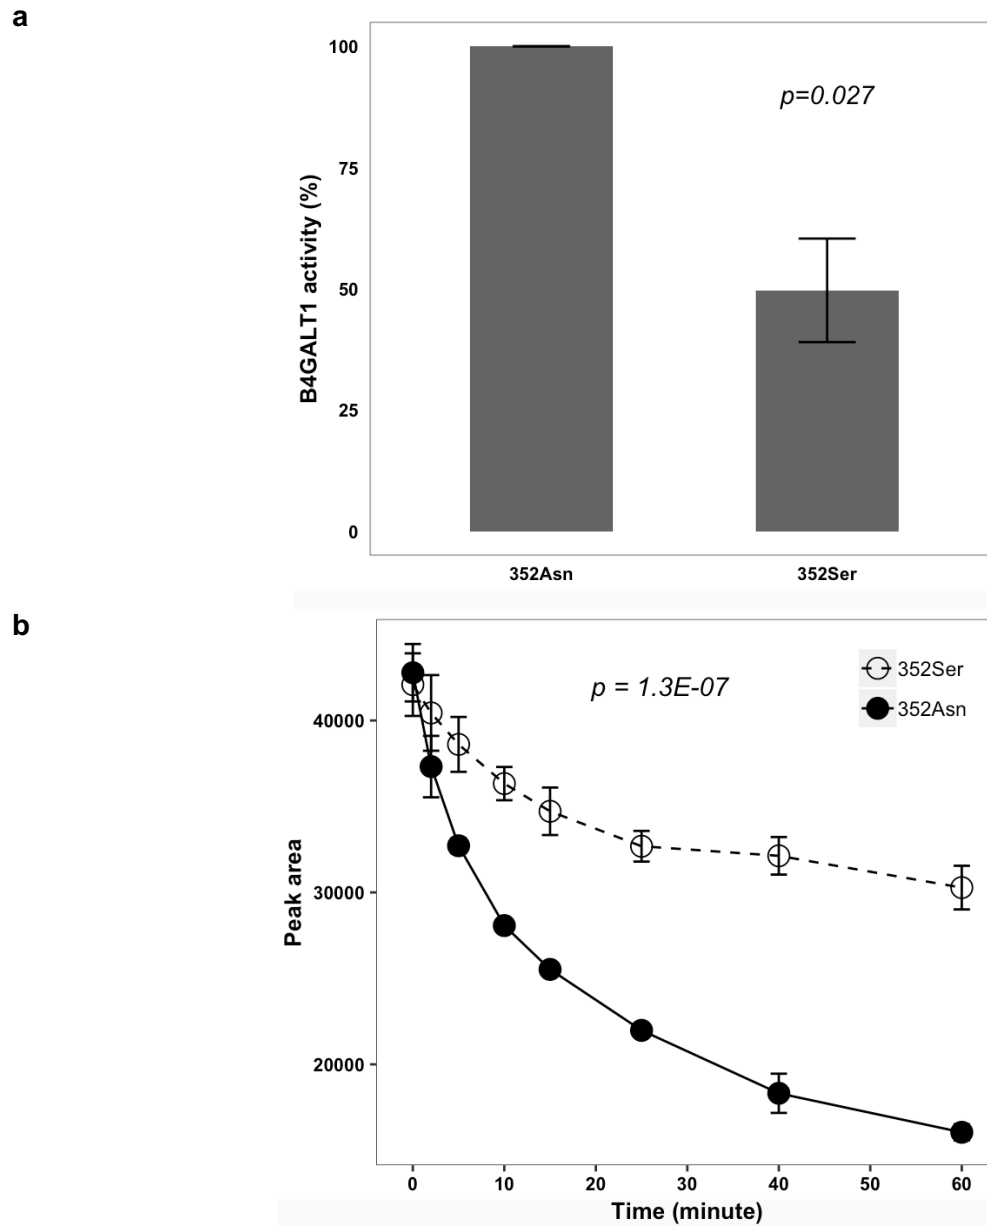 a
100
75
50
25
0
B4GALT1 activity (%)
p=0.027
352Asn
352Ser
b
40000
30000
20000
Peak area
p = 1.3E-07
352Ser
352Asn
0
10
20
30
40
50
60
Time (minute)